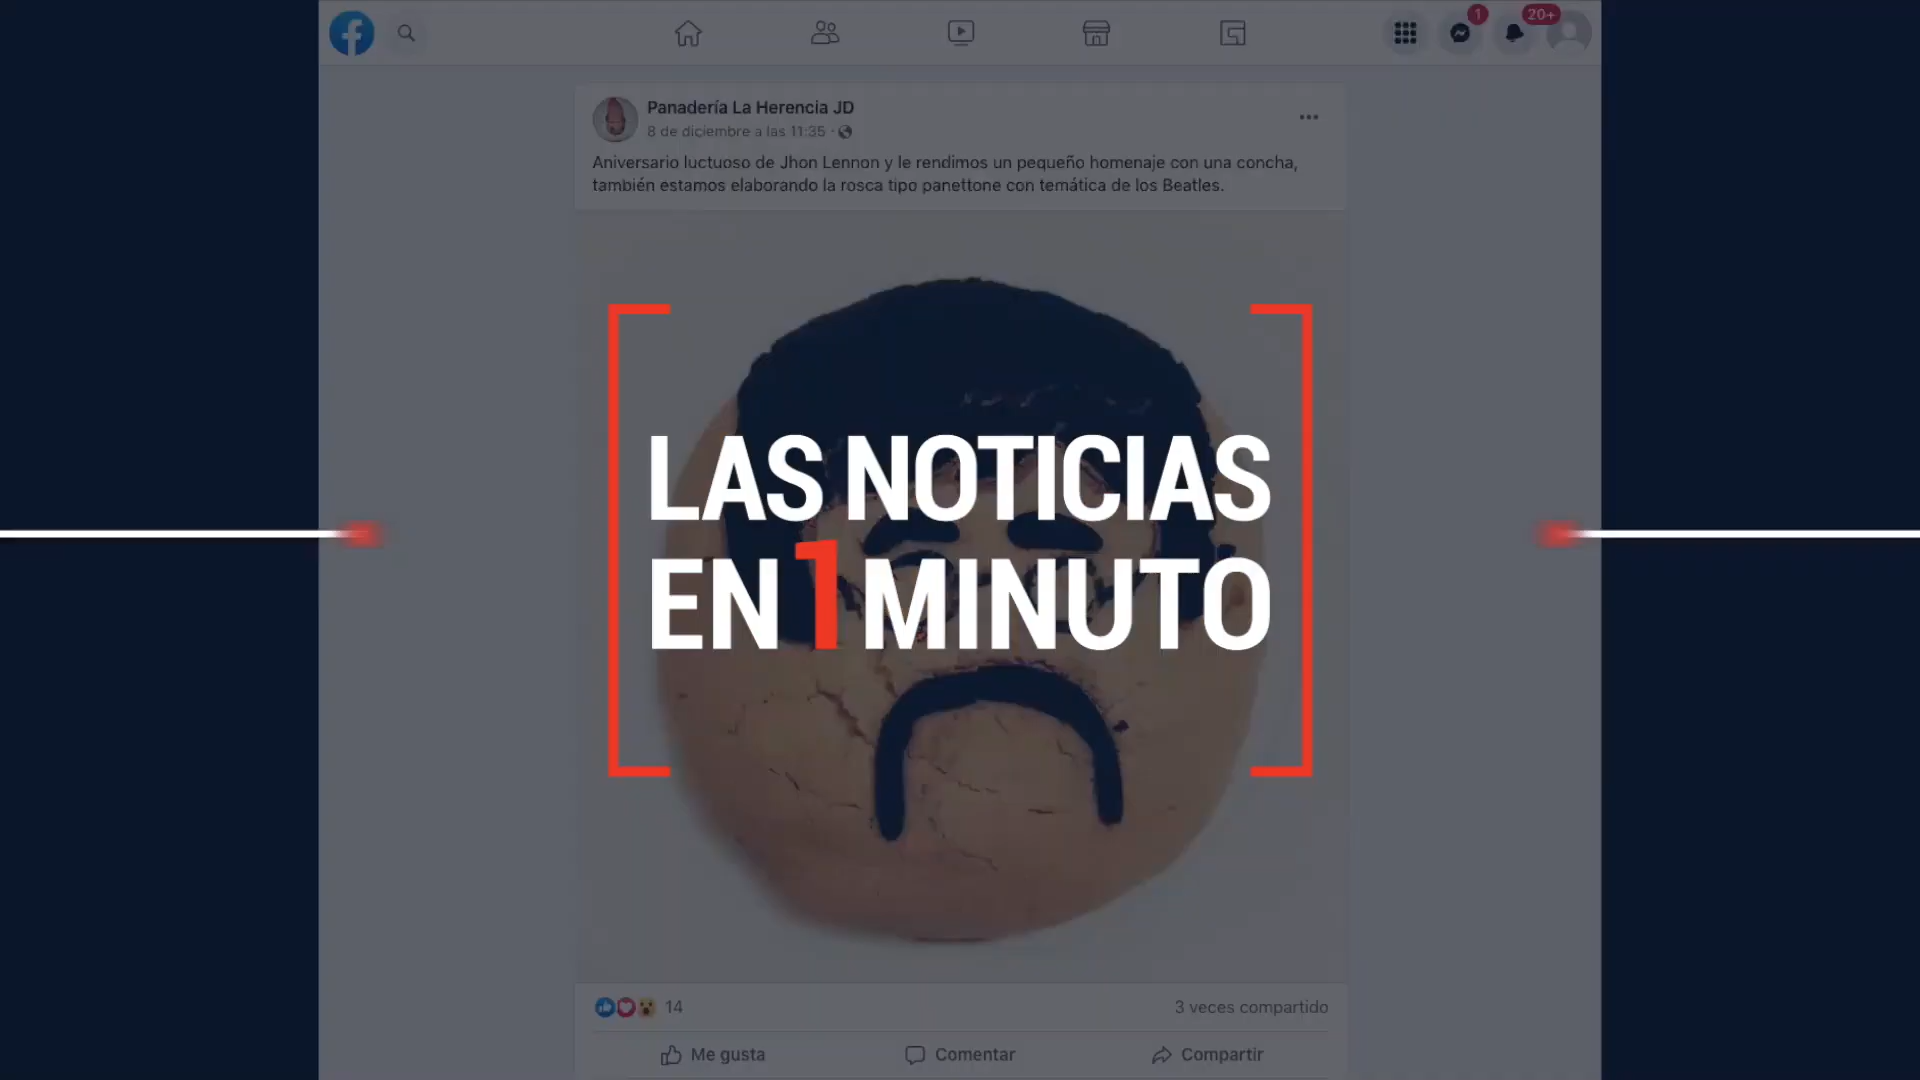 1
20+
Panadería La Herencia JD
8 de diciembre a las 11:35 ·
Aniversario luctuoso de Jhon Lennon y le rendimos un pequeño homenaje con una concha,
también estamos elaborando la rosca tipo panettone con temática de los Beatles.
LAS NOTICIAS
EN 1 MINUTO
14
3 veces compartido
Me gusta
Comentar
Compartir